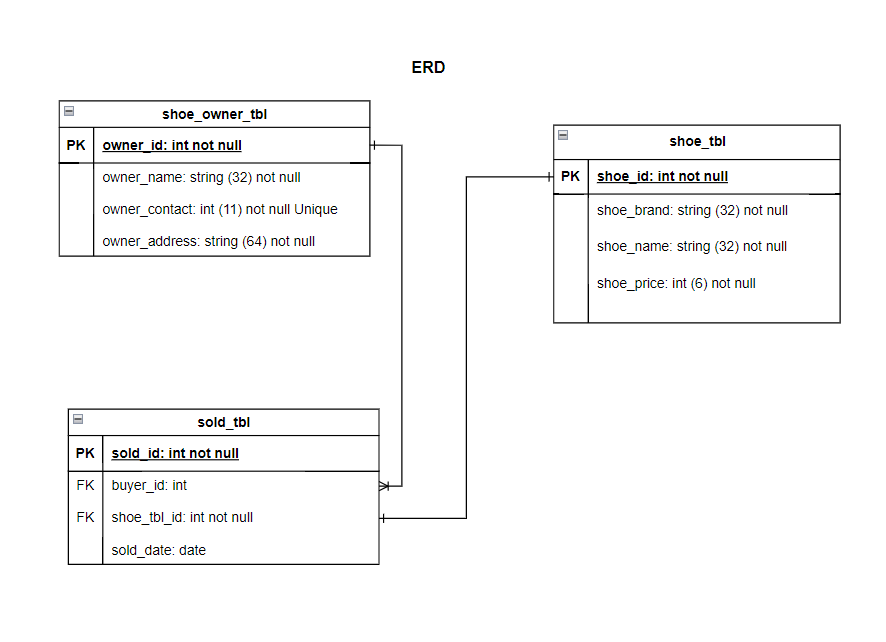 ERD
shoe_owner_tbl
PK owner_id: int not null
owner_name: string (32) not null
owner_contact: int (11) not null Unique
owner_address: string (64) not null
shoe_tbl
PK shoe_id: int not null
shoe_brand: string (32) not null
shoe_name: string (32) not null
shoe_price: int (6) not null
sold_tbl
PK sold_id: int not null
FK buyer_id: int
FK shoe_tbl_id: int not null
sold_date: date